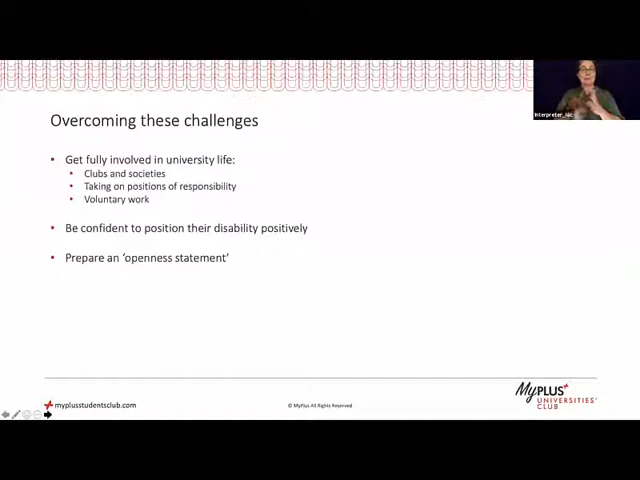 Interpreter_Nic
Overcoming these challenges
• Get fully involved in university life:
• Clubs and societies
• Taking on positions of responsibility
• Voluntary work
• Be confident to position their disability positively
• Prepare an ‘openness statement’
myplusstudentsclub.com
© MyPlus All Rights Reserved
MyPLUS+
UNIVERSITIES'
CLUB